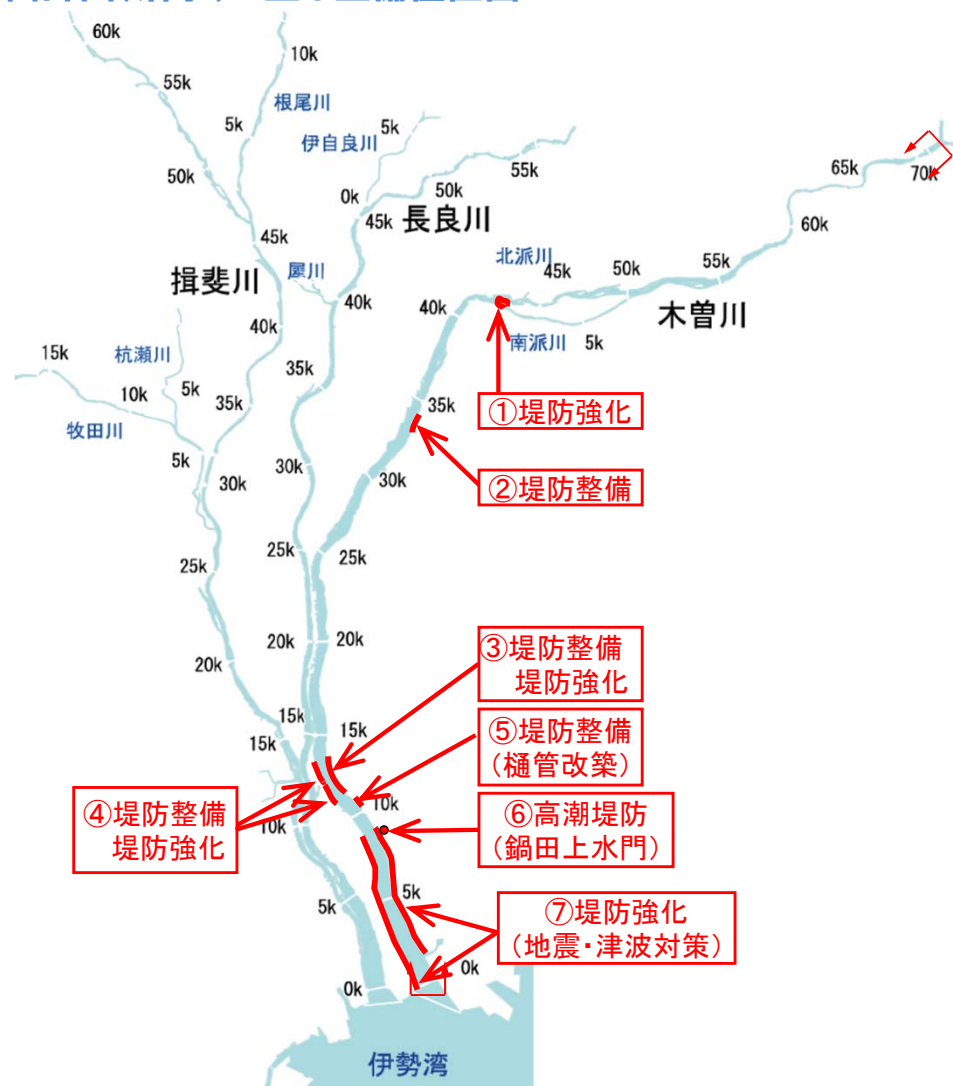 60k
10k
55k
根尾川
5k
伊自良川
5k
55k
65k
70k
50k
0k
50k
45k
長良川
60k
45k
北派川
犀川
45k
50k
55k
揖斐川
40k
40k
木曽川
40k
南派川
5k
15k
杭瀬川
35k
10k
5k
35k
35k
①堤防強化
牧田川
5k
30k
30k
30k
②堤防整備
25k
25k
25k
20k
20k
20k
③堤防整備
堤防強化
15k
15k
15k
⑤堤防整備
(樋管改築)
④堤防整備
堤防強化
10k
10k
⑥高潮堤防
(鍋田上水門)
5k
5k
⑦堤防強化
(地震・津波対策)
0k
0k
伊勢湾